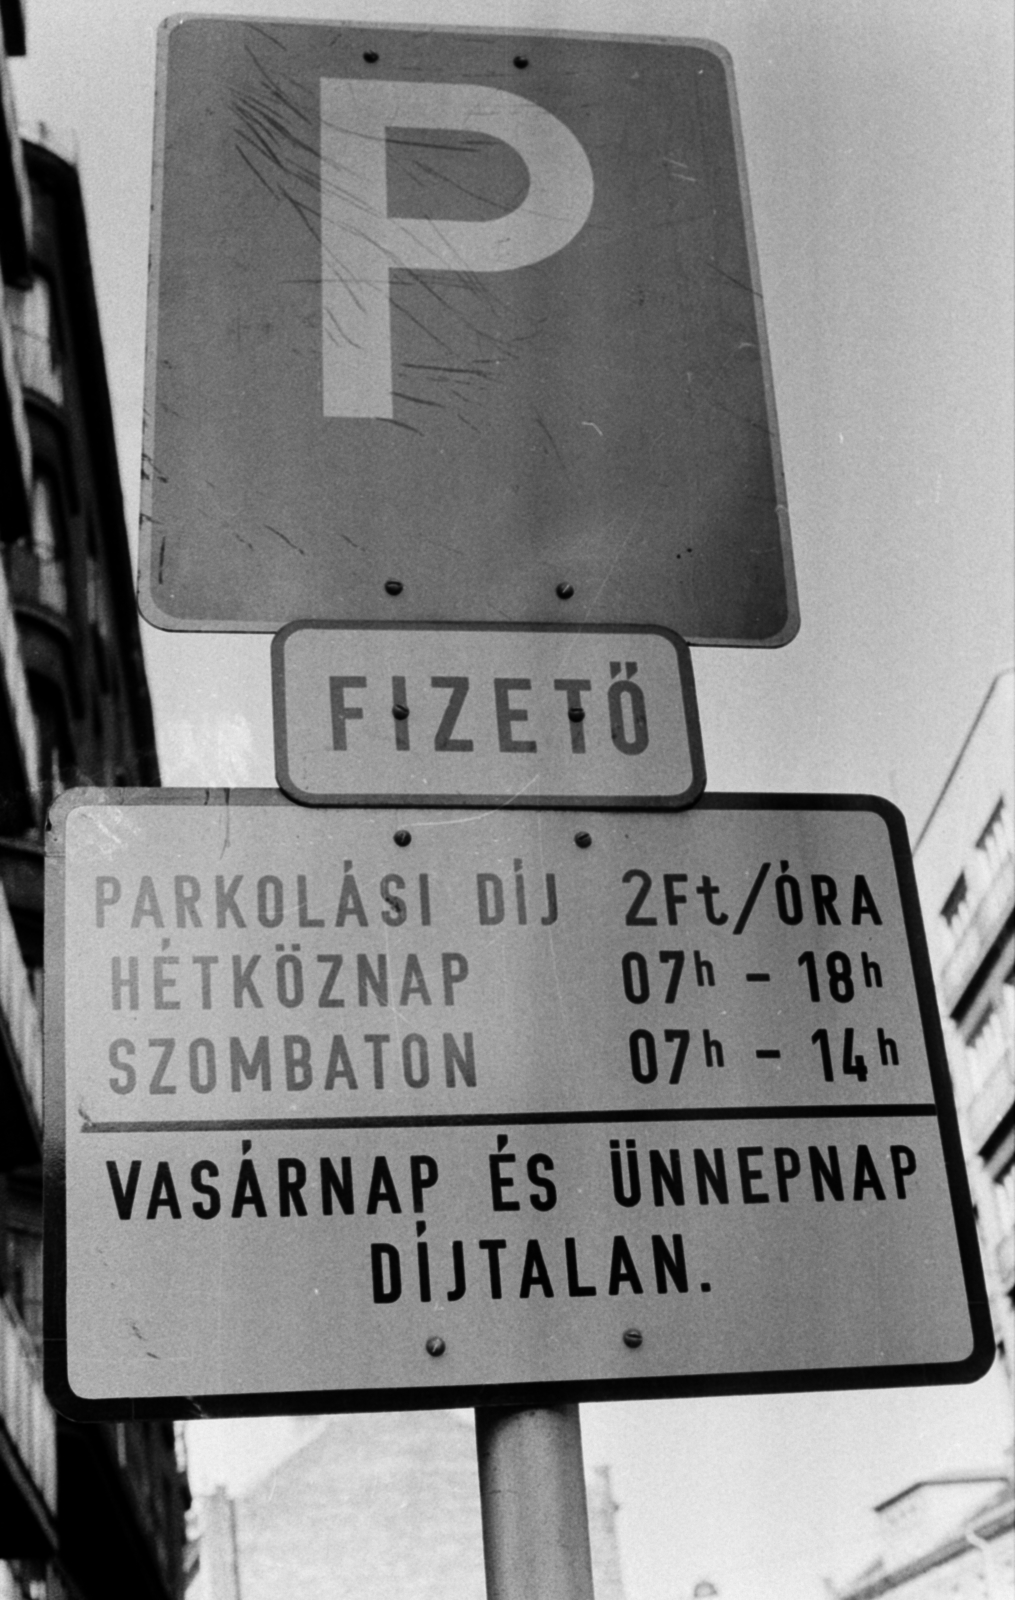 P
FIZETŐ
PARKOLÁSI DÍJ 2Ft/ÓRA
HÉTKÖZNAP 07h - 18h
SZOMBATON 07h - 14h
VASÁRNAP ÉS ÜNNEPNAP
DÍJTALAN.